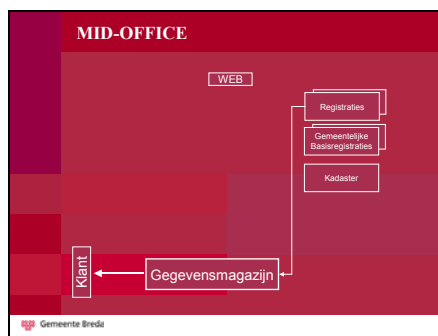 MID-OFFICE
WEB
Registraties
Gemeentelijke
Basisregistraties
Kadaster
Klant
Gegevensmagazijn
Gemeente Breda